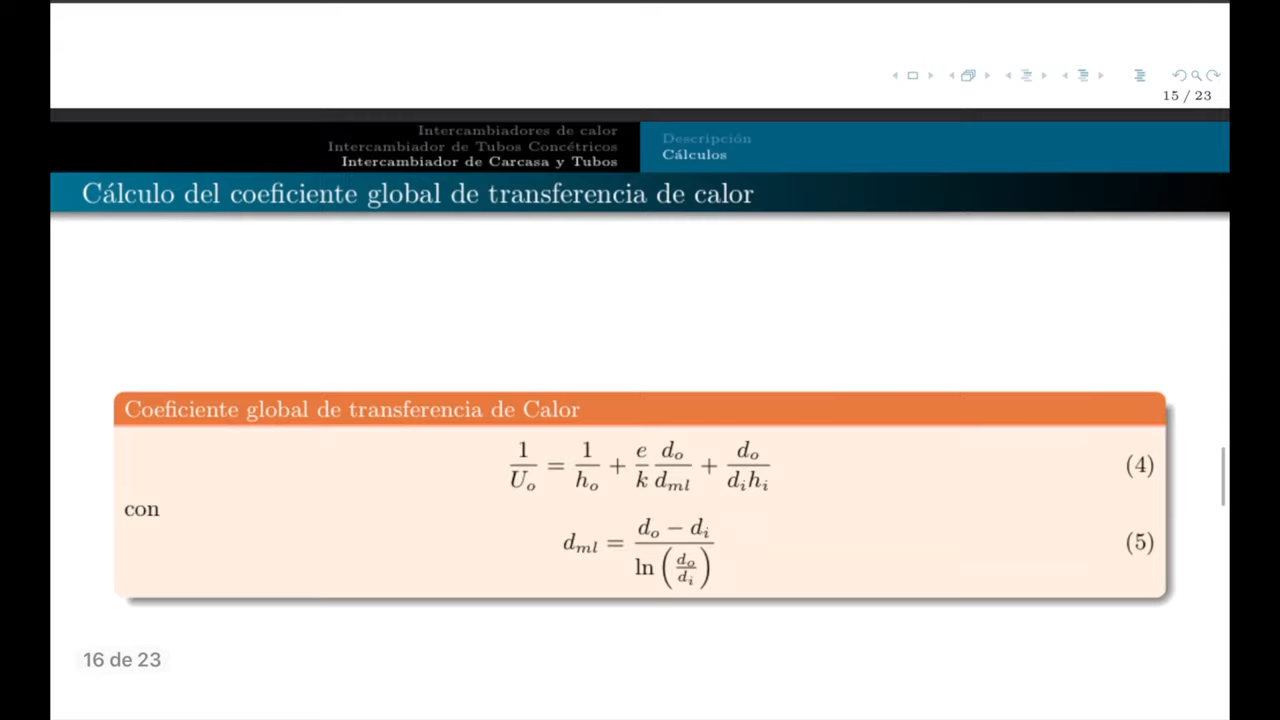 15 / 23
Intercambiadores de calor
Intercambiador de Tubos Concétricos
Intercambiador de Carcasa y Tubos
Descripción
Cálculos
Cálculo del coeficiente global de transferencia de calor
Coeficiente global de transferencia de Calor
1/U_o = 1/h_o + e/k d_o/d_ml + d_o/d_i h_i (4)
con
d_ml = d_o − d_i / ln(d_o/d_i) (5)
16 de 23